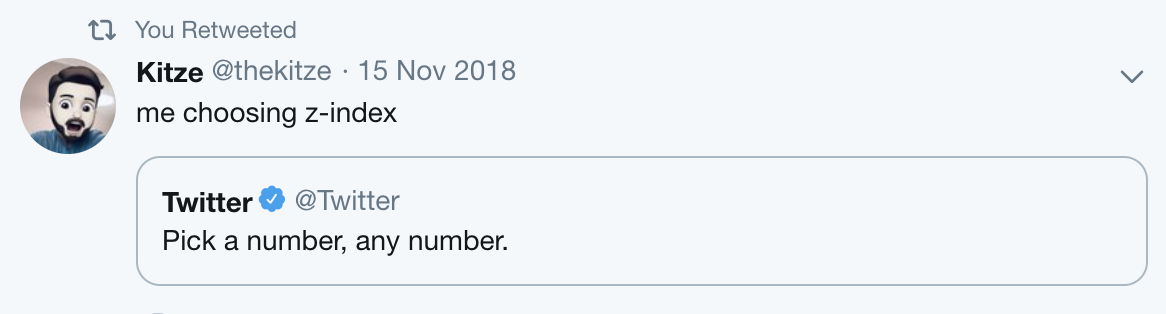 You Retweeted
Kitze @thekitze · 15 Nov 2018
me choosing z-index
Twitter @Twitter
Pick a number, any number.